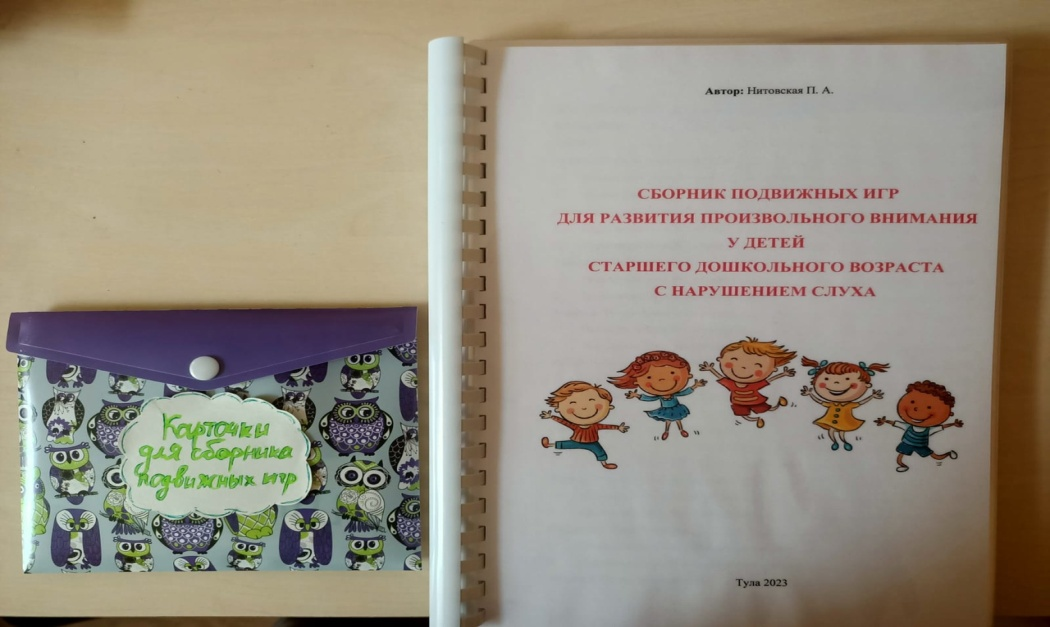 Автор: Нитовская П. А.
СБОРНИК ПОДВИЖНЫХ ИГР
ДЛЯ РАЗВИТИЯ ПРОИЗВОЛЬНОГО ВНИМАНИЯ
У ДЕТЕЙ
СТАРШЕГО ДОШКОЛЬНОГО ВОЗРАСТА
С НАРУШЕНИЕМ СЛУХА
Тула 2023
Карточки
для сборника
подвижных игр